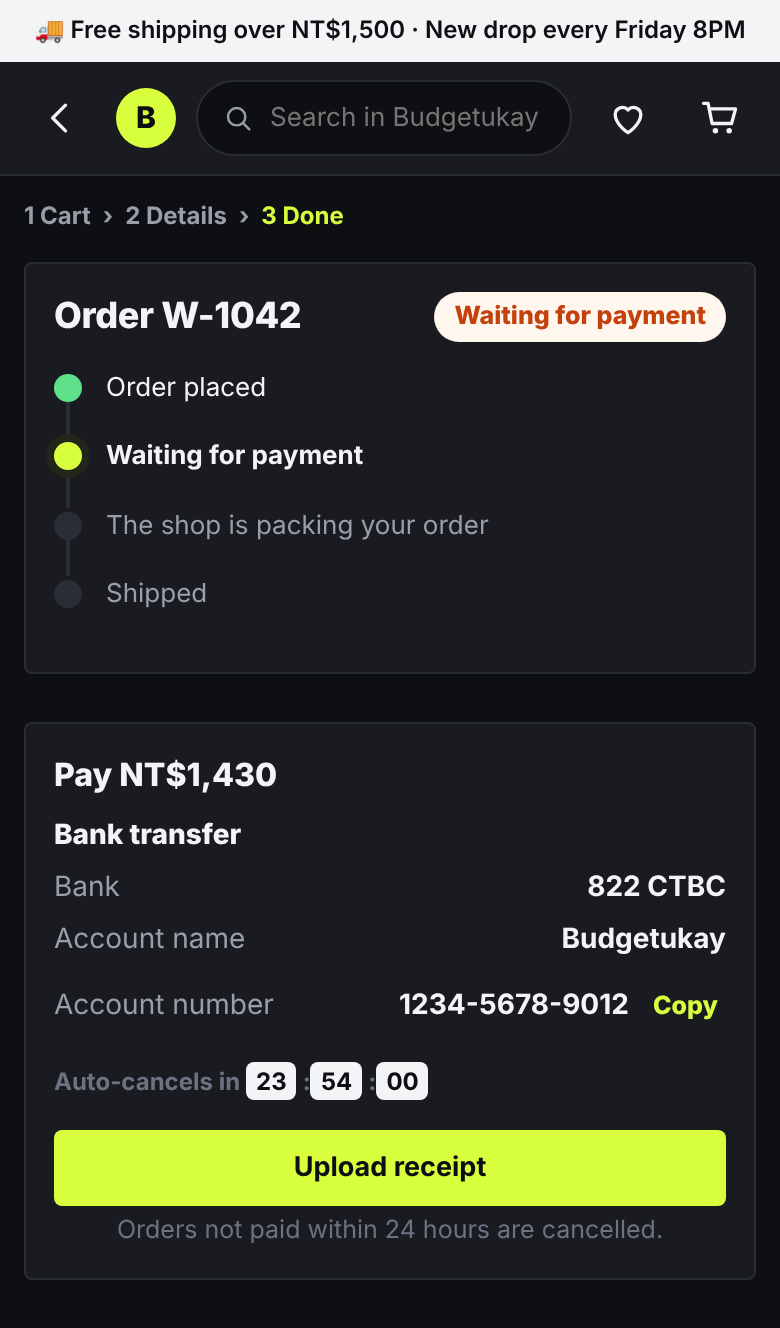 🚚 Free shipping over NT$1,500 · New drop every Friday 8PM
B Search in Budgetukay
1 Cart › 2 Details › 3 Done
Order W-1042 Waiting for payment
Order placed
Waiting for payment
The shop is packing your order
Shipped
Pay NT$1,430
Bank transfer
Bank 822 CTBC
Account name Budgetukay
Account number 1234-5678-9012 Copy
Auto-cancels in 23 : 54 : 00
Upload receipt
Orders not paid within 24 hours are cancelled.